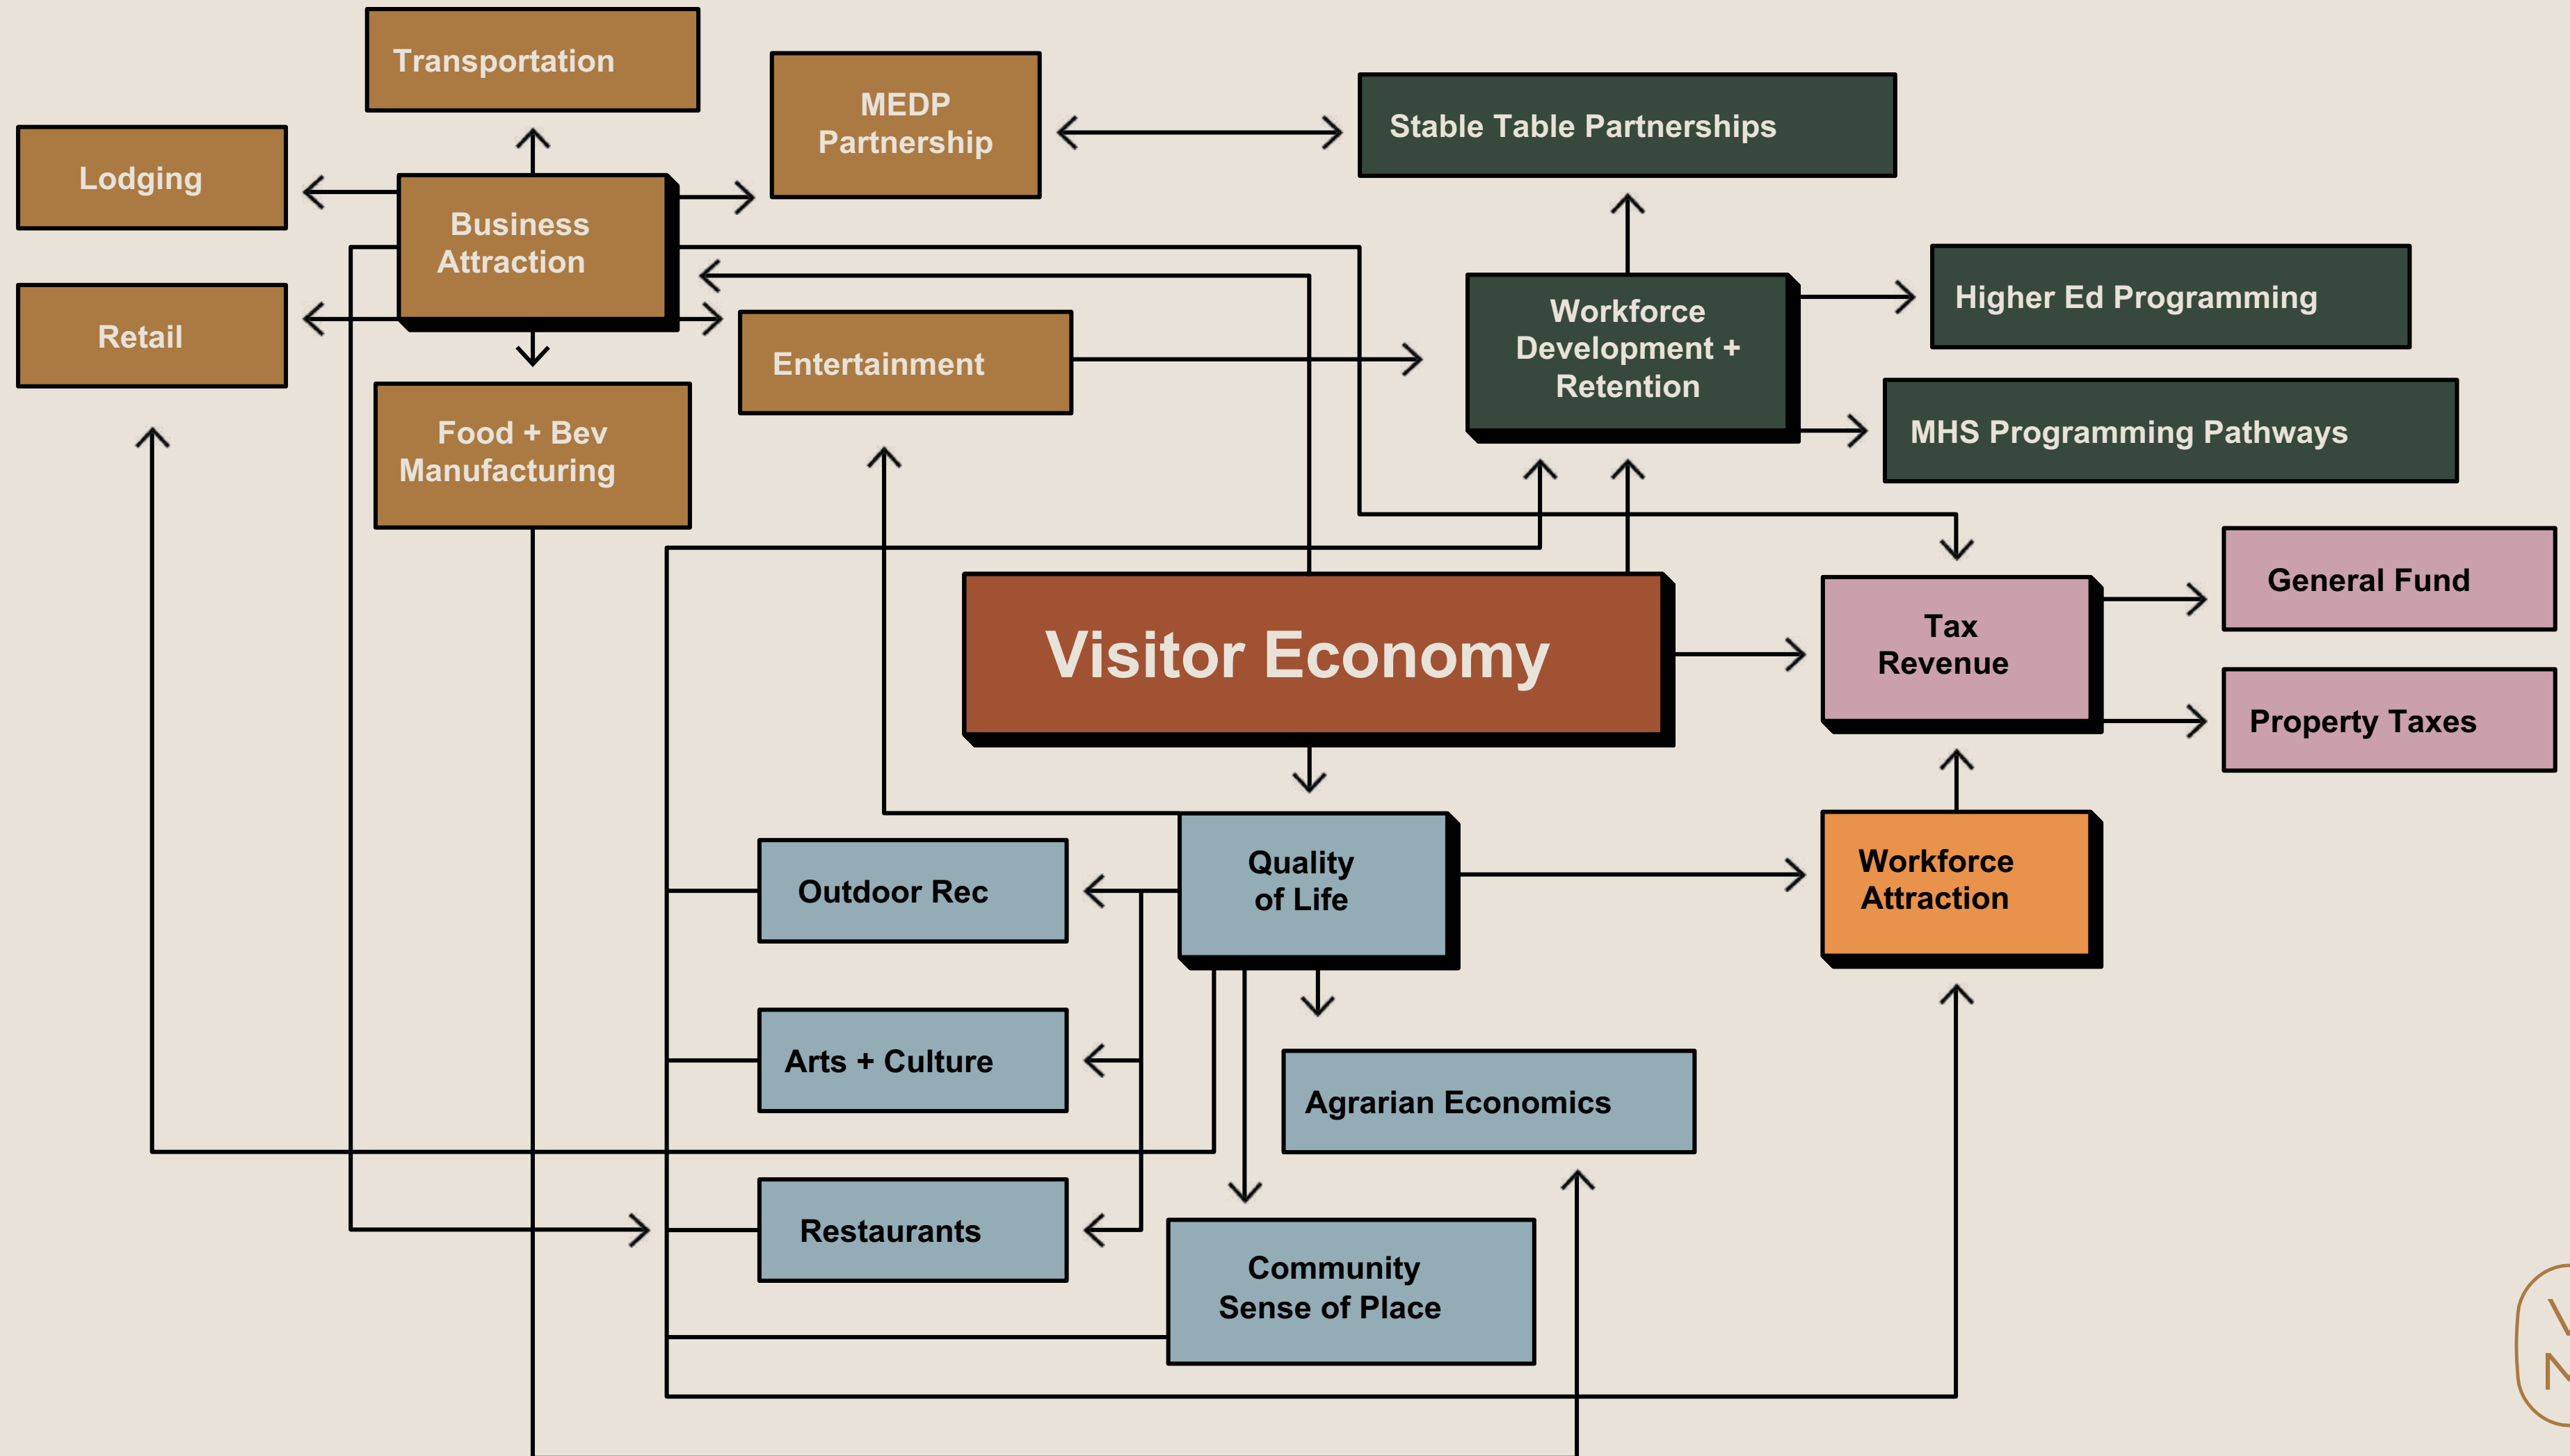 Transportation
MEDP
Partnership
Stable Table Partnerships
Lodging
Business
Attraction
Higher Ed Programming
Workforce
Development +
Retention
Retail
Entertainment
Food + Bev
Manufacturing
MHS Programming Pathways
General Fund
Visitor Economy
Tax
Revenue
Property Taxes
Quality
of Life
Workforce
Attraction
Outdoor Rec
Arts + Culture
Agrarian Economics
Restaurants
Community
Sense of Place